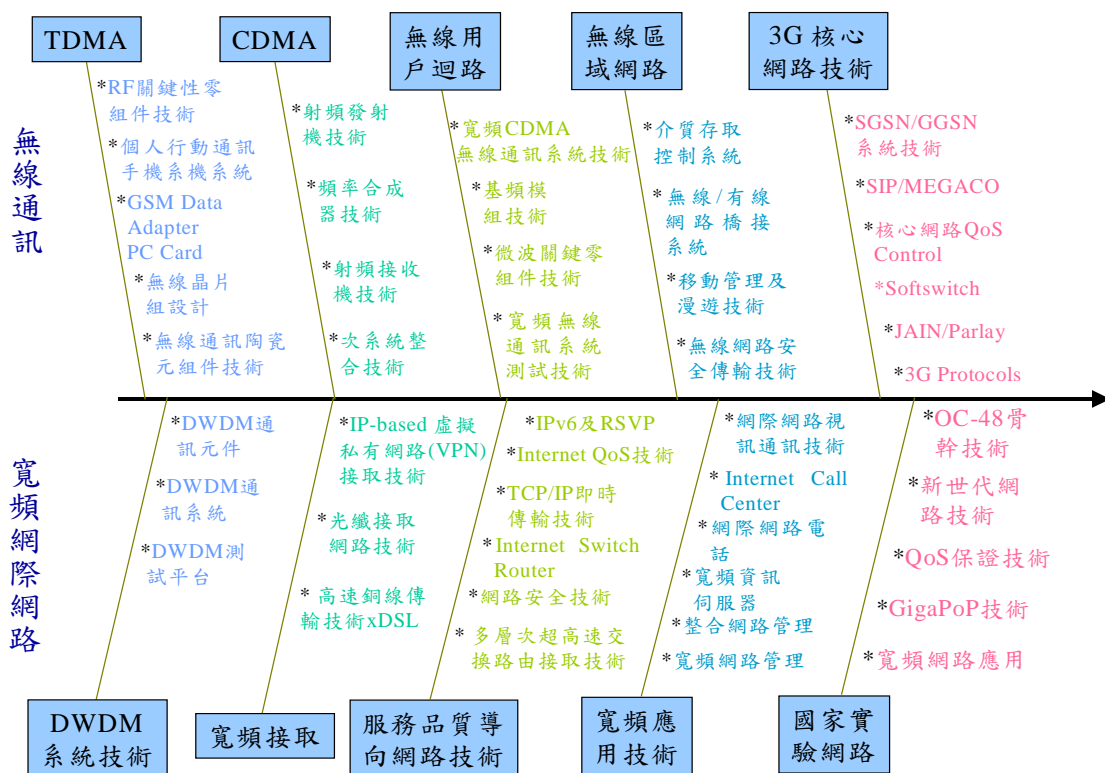 TDMA
CDMA
無線用
戶迴路
無線區
域網路
3G 核心
網路技術
無線通訊
*RF關鍵性零
組件技術
*個人行動通訊
手機系機系統
*GSM Data
Adapter
PC Card
*無線晶片
組設計
*無線通訊陶瓷
元組件技術
*射頻發射
機技術
*頻率合成
器技術
*射頻接收
機技術
*次系統整
合技術
*寬頻CDMA
無線通訊系統技術
*基頻模
組技術
*微波關鍵零
組件技術
*寬頻無線
通訊系統
測試技術
*介質存取
控制系統
*無線/有線
網路橋接
系統
*移動管理及
漫遊技術
*無線網路安
全傳輸技術
*SGSN/GGSN
系統技術
*SIP/MEGACO
*核心網路QoS
Control
*Softswitch
*JAIN/Parlay
*3G Protocols
寬頻網際網路
*DWDM通
訊元件
*DWDM通
訊系統
*DWDM測
試平台
*IP-based 虛擬
私有網路(VPN)
接取技術
*光纖接取
網路技術
*高速銅線傳
輸技術xDSL
*IPv6及RSVP
*Internet QoS技術
*TCP/IP即時
傳輸技術
*Internet Switch
Router
*網路安全技術
*多層次超高速交
換路由接取技術
*網際網路視
訊通訊技術
* Internet Call
Center
*網際網路電
話
*寬頻資訊
伺服器
*整合網路管理
*寬頻網路管理
*OC-48骨
幹技術
*新世代網
路技術
*QoS保證技術
*GigaPoP技術
*寬頻網路應用
DWDM
系統技術
寬頻接取
服務品質導
向網路技術
寬頻應
用技術
國家實
驗網路